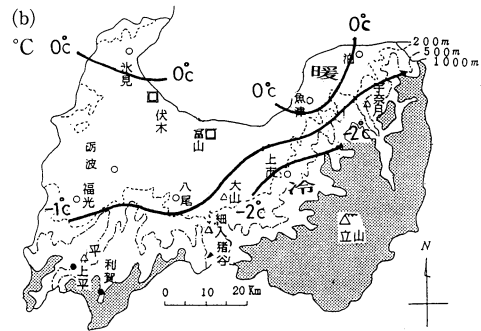 (b)
℃
0℃
0℃
氷見
伏木
富山
砺波
福光
-1℃
八尾
大山
細入
猪谷
平
上平
利賀
0℃
0℃
暖
泊
魚津
宇奈月
上市
-2℃
-2℃
冷
立山
200m
500m
1000m
N
0 10 20 Km